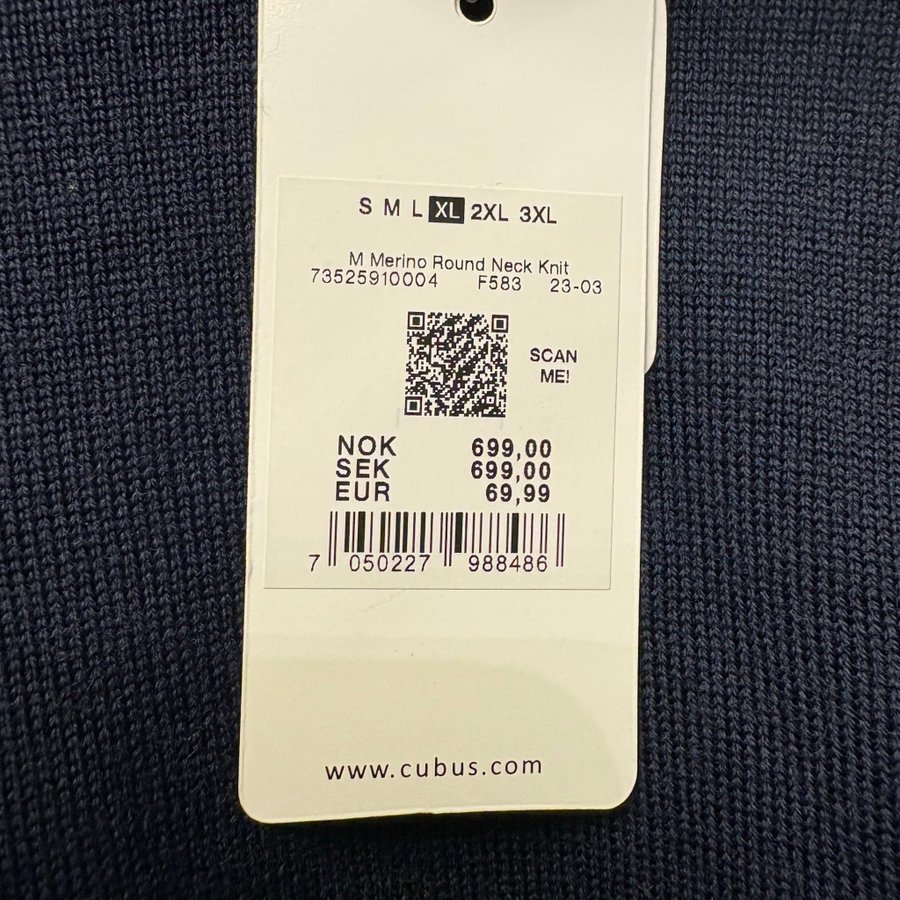 S M L XL 2XL 3XL
M Merino Round Neck Knit
73525910004 F583 23-03
SCAN
ME!
NOK 699,00
SEK 699,00
EUR 69,99
7 050227 988486
www.cubus.com